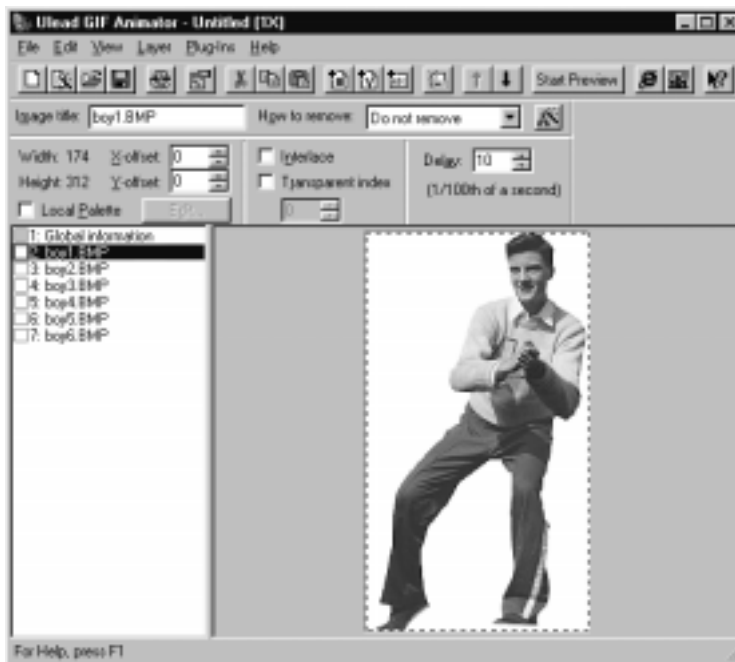 Ulead GIF Animator - Untitled (1X)
File Edit View Layer Plug-Ins Help
Start Preview
Image title: boy1.BMP How to remove: Do not remove
Width: 174 X-offset: 0 Interlace Delay: 10
Height: 312 Y-offset: 0 Transparent index (1/100th of a second)
Local Palette Edit... 0
1: Global information
2: boy1.BMP
3: boy2.BMP
4: boy3.BMP
5: boy4.BMP
6: boy5.BMP
7: boy6.BMP
For Help, press F1